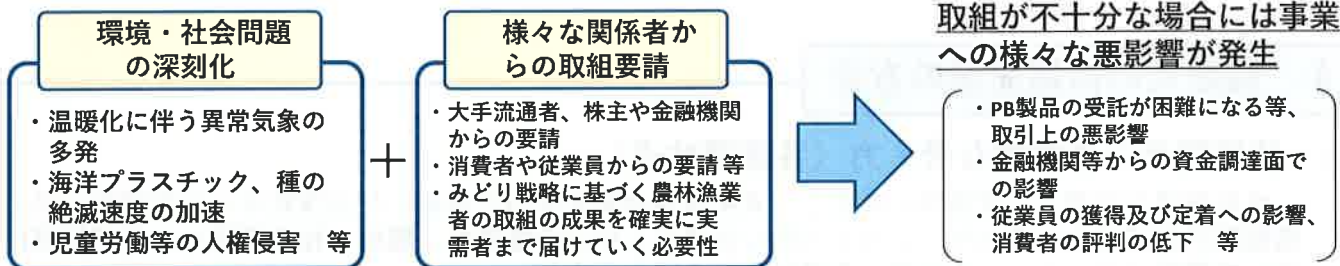 環境・社会問題
の深刻化
・温暖化に伴う異常気象の
多発
・海洋プラスチック、種の
絶滅速度の加速
・児童労働等の人権侵害　等
＋
様々な関係者か
らの取組要請
・大手流通者、株主や金融機関
からの要請
・消費者や従業員からの要請等
・みどり戦略に基づく農林漁業
者の取組の成果を確実に実
需者まで届けていく必要性
取組が不十分な場合には事業
への様々な悪影響が発生
・PB製品の受託が困難になる等、
取引上の悪影響
・金融機関等からの資金調達面で
の影響
・従業員の獲得及び定着への影響、
消費者の評判の低下　等